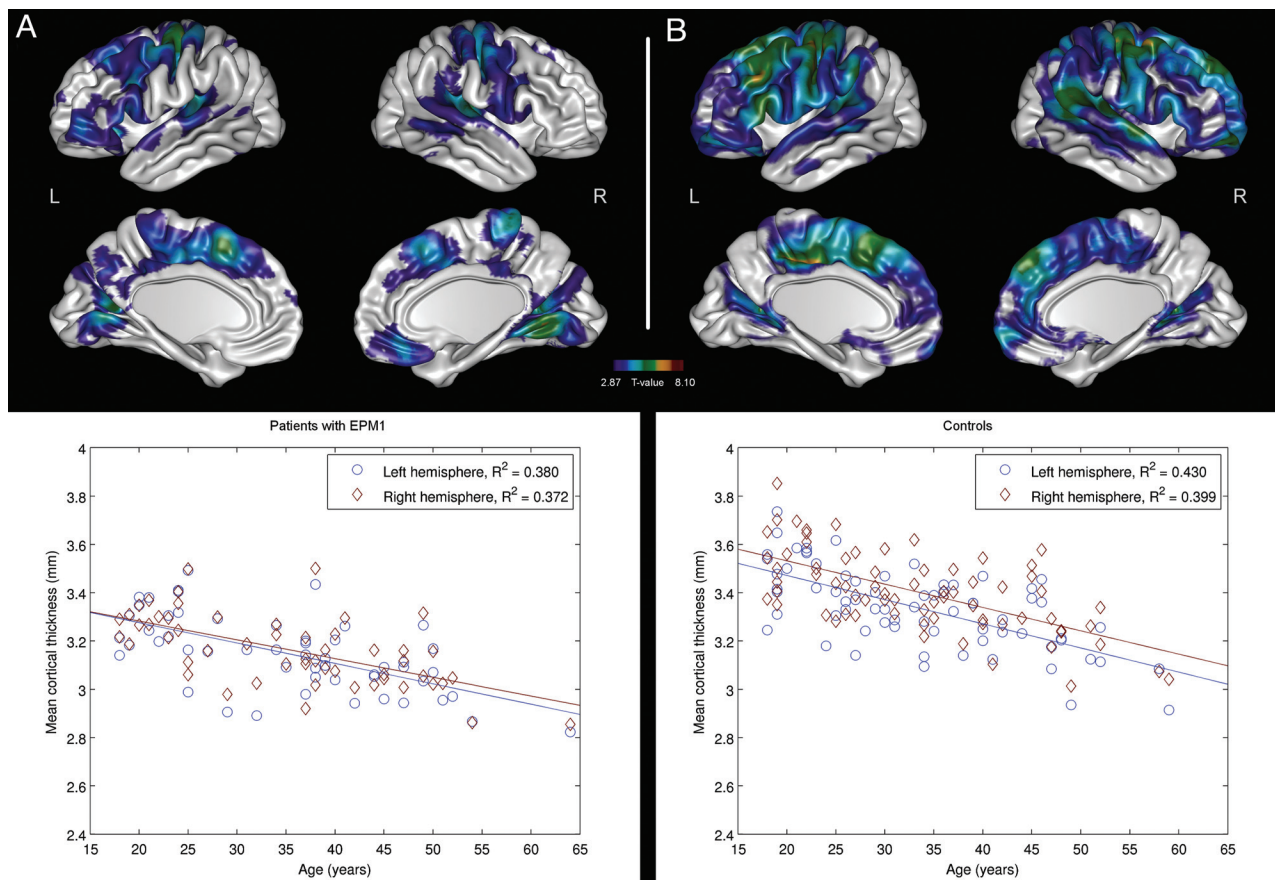 A
B
L
R
L
R
2.87 T-value 8.10
Patients with EPM1
Left hemisphere, R² = 0.380
Right hemisphere, R² = 0.372
Mean cortical thickness (mm)
4
3.8
3.6
3.4
3.2
3
2.8
2.6
2.4
15 20 25 30 35 40 45 50 55 60 65
Age (years)
Controls
Left hemisphere, R² = 0.430
Right hemisphere, R² = 0.399
Mean cortical thickness (mm)
4
3.8
3.6
3.4
3.2
3
2.8
2.6
2.4
15 20 25 30 35 40 45 50 55 60 65
Age (years)